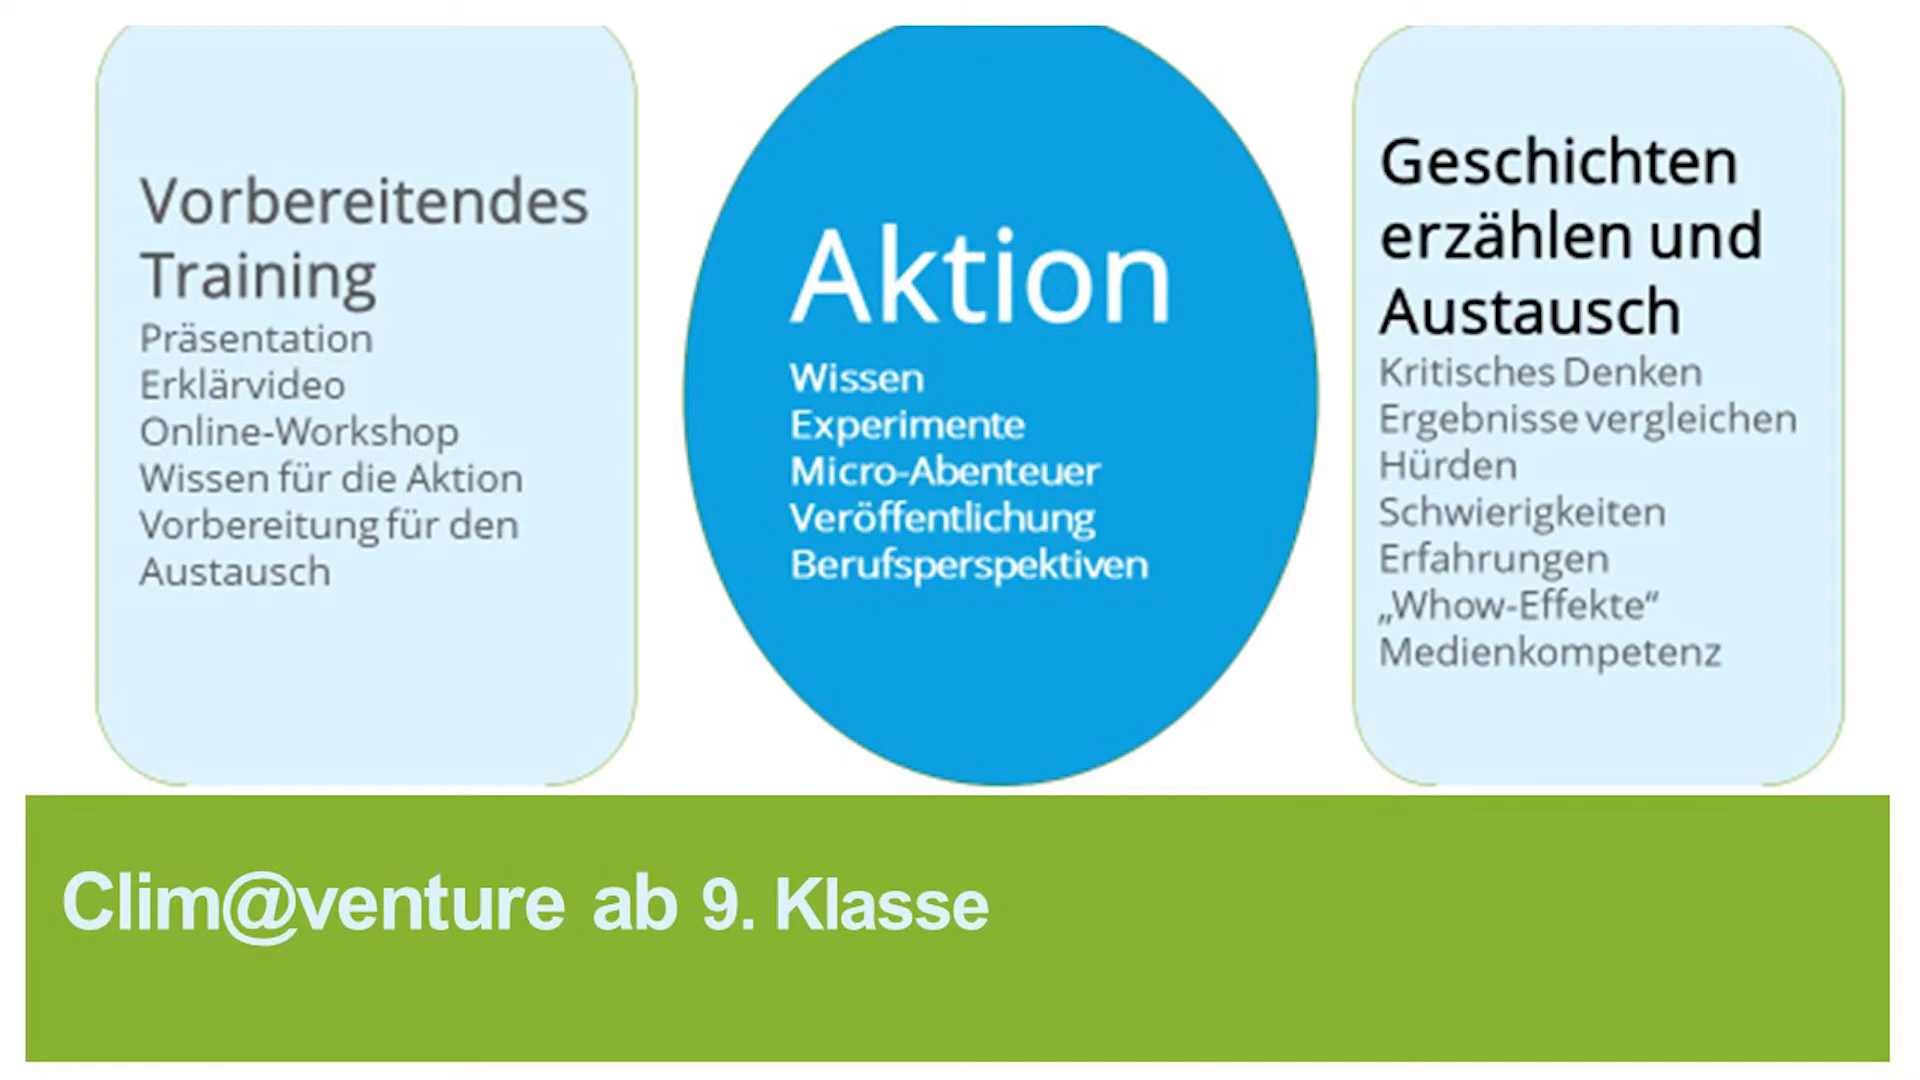 Vorbereitendes
Training
Präsentation
Erklärvideo
Online-Workshop
Wissen für die Aktion
Vorbereitung für den
Austausch
Aktion
Wissen
Experimente
Micro-Abenteuer
Veröffentlichung
Berufsperspektiven
Geschichten
erzählen und
Austausch
Kritisches Denken
Ergebnisse vergleichen
Hürden
Schwierigkeiten
Erfahrungen
„Whow-Effekte“
Medienkompetenz
Clim@venture ab 9. Klasse